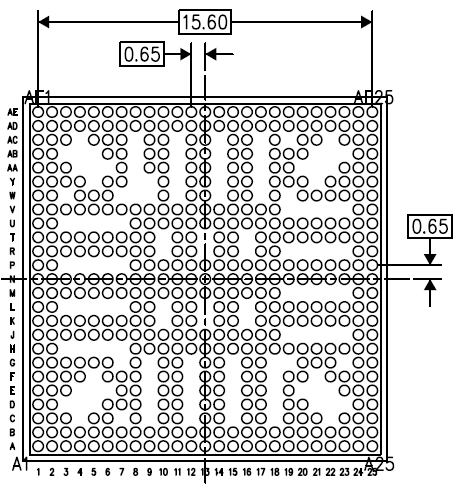 15.60
0.65
AE1 AE25
AE
AD
AC
AB
AA
Y
W
V
U
T
R
P
0.65
N
M
L
K
J
H
G
F
E
D
C
B
A
A1 A25
1 2 3 4 5 6 7 8 9 10 11 12 13 14 15 16 17 18 19 20 21 22 23 24 25